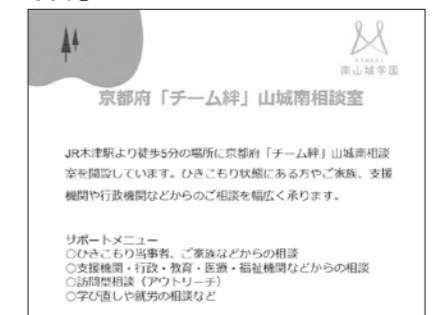 南山城学園
京都府「チーム絆」山城南相談室
JR木津駅より徒歩5分の場所に京都府「チーム絆」山城南相談
室を開設しています。ひきこもり状態にある方やご家族、支援
機関や行政機関などからのご相談を幅広く承ります。
サポートメニュー
○ひきこもり当事者、ご家族などからの相談
○支援機関・行政・教育・医療・福祉機関などからの相談
○訪問型相談（アウトリーチ）
○学び直しや就労の相談など